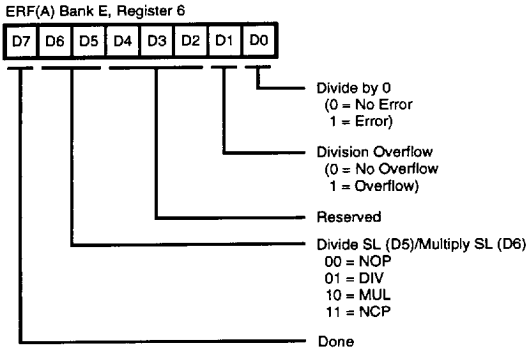 ERF(A) Bank E, Register 6
D7 D6 D5 D4 D3 D2 D1 D0
Divide by 0
(0 = No Error
1 = Error)
Division Overflow
(0 = No Overflow
1 = Overflow)
Reserved
Divide SL (D5)/Multiply SL (D6)
00 = NOP
01 = DIV
10 = MUL
11 = NCP
Done